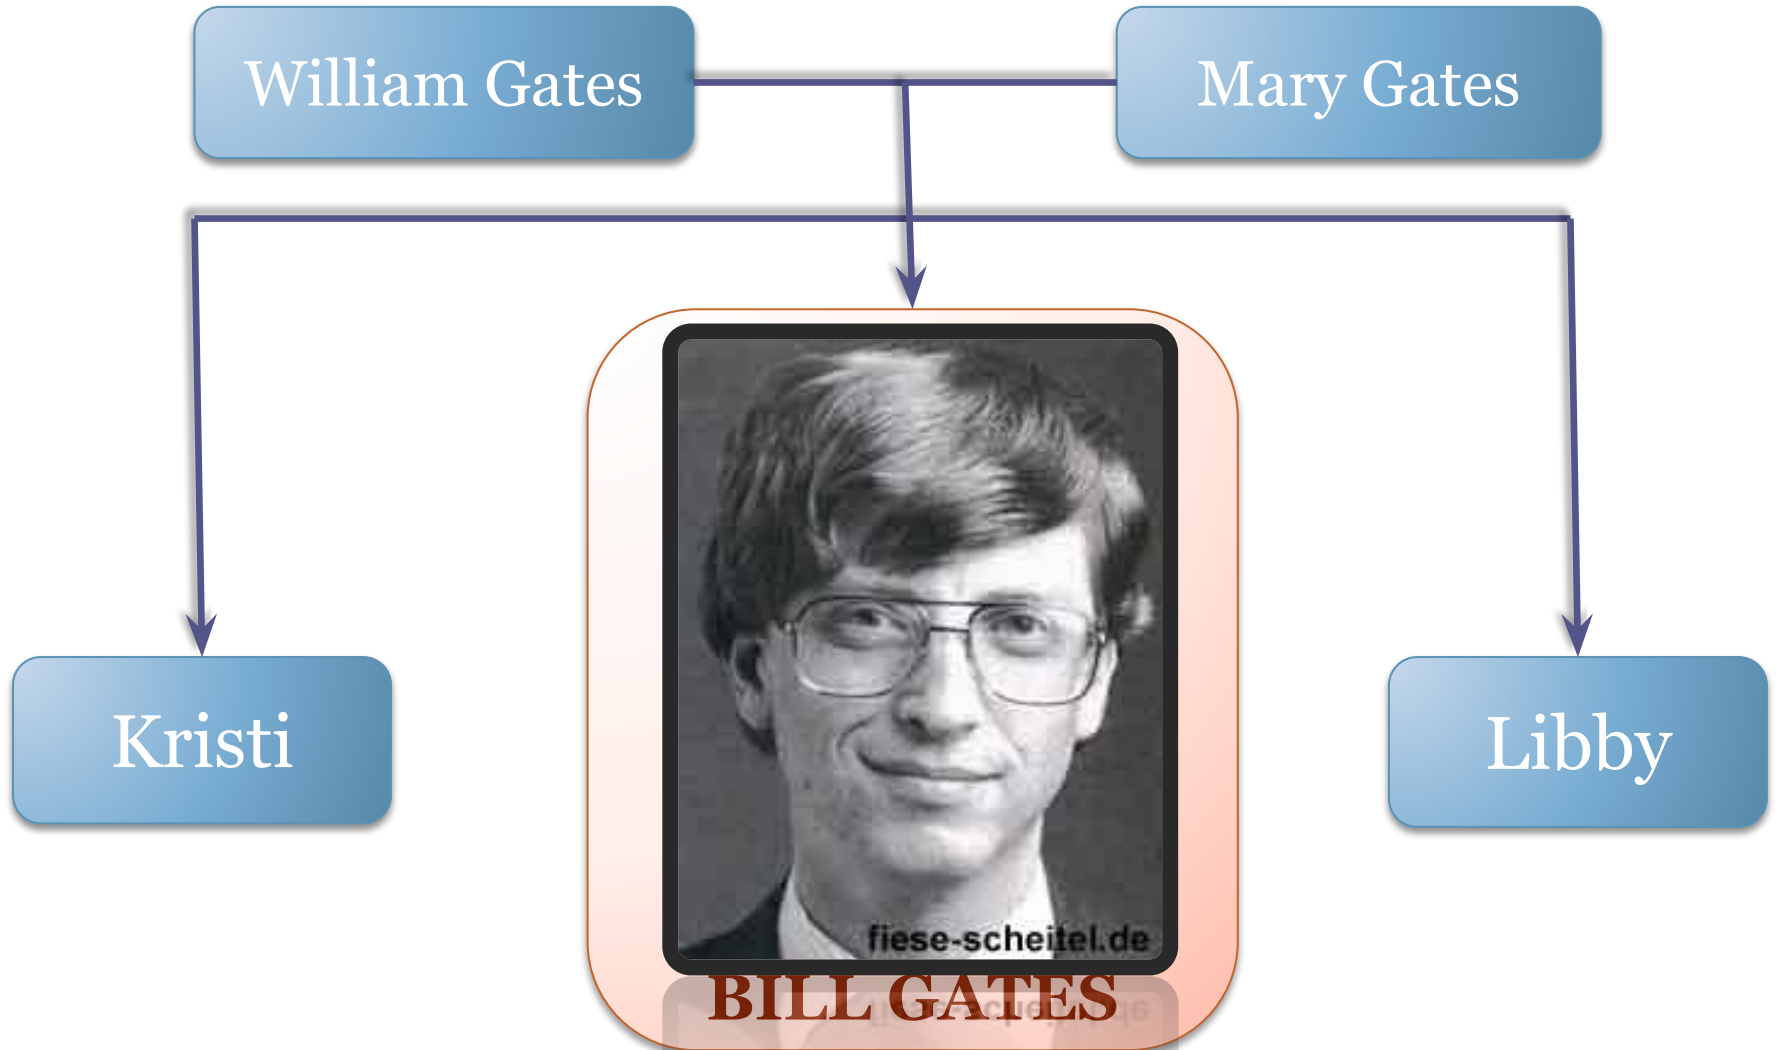 William Gates
Mary Gates
Kristi
Libby
fiese-scheitel.de
BILL GATES